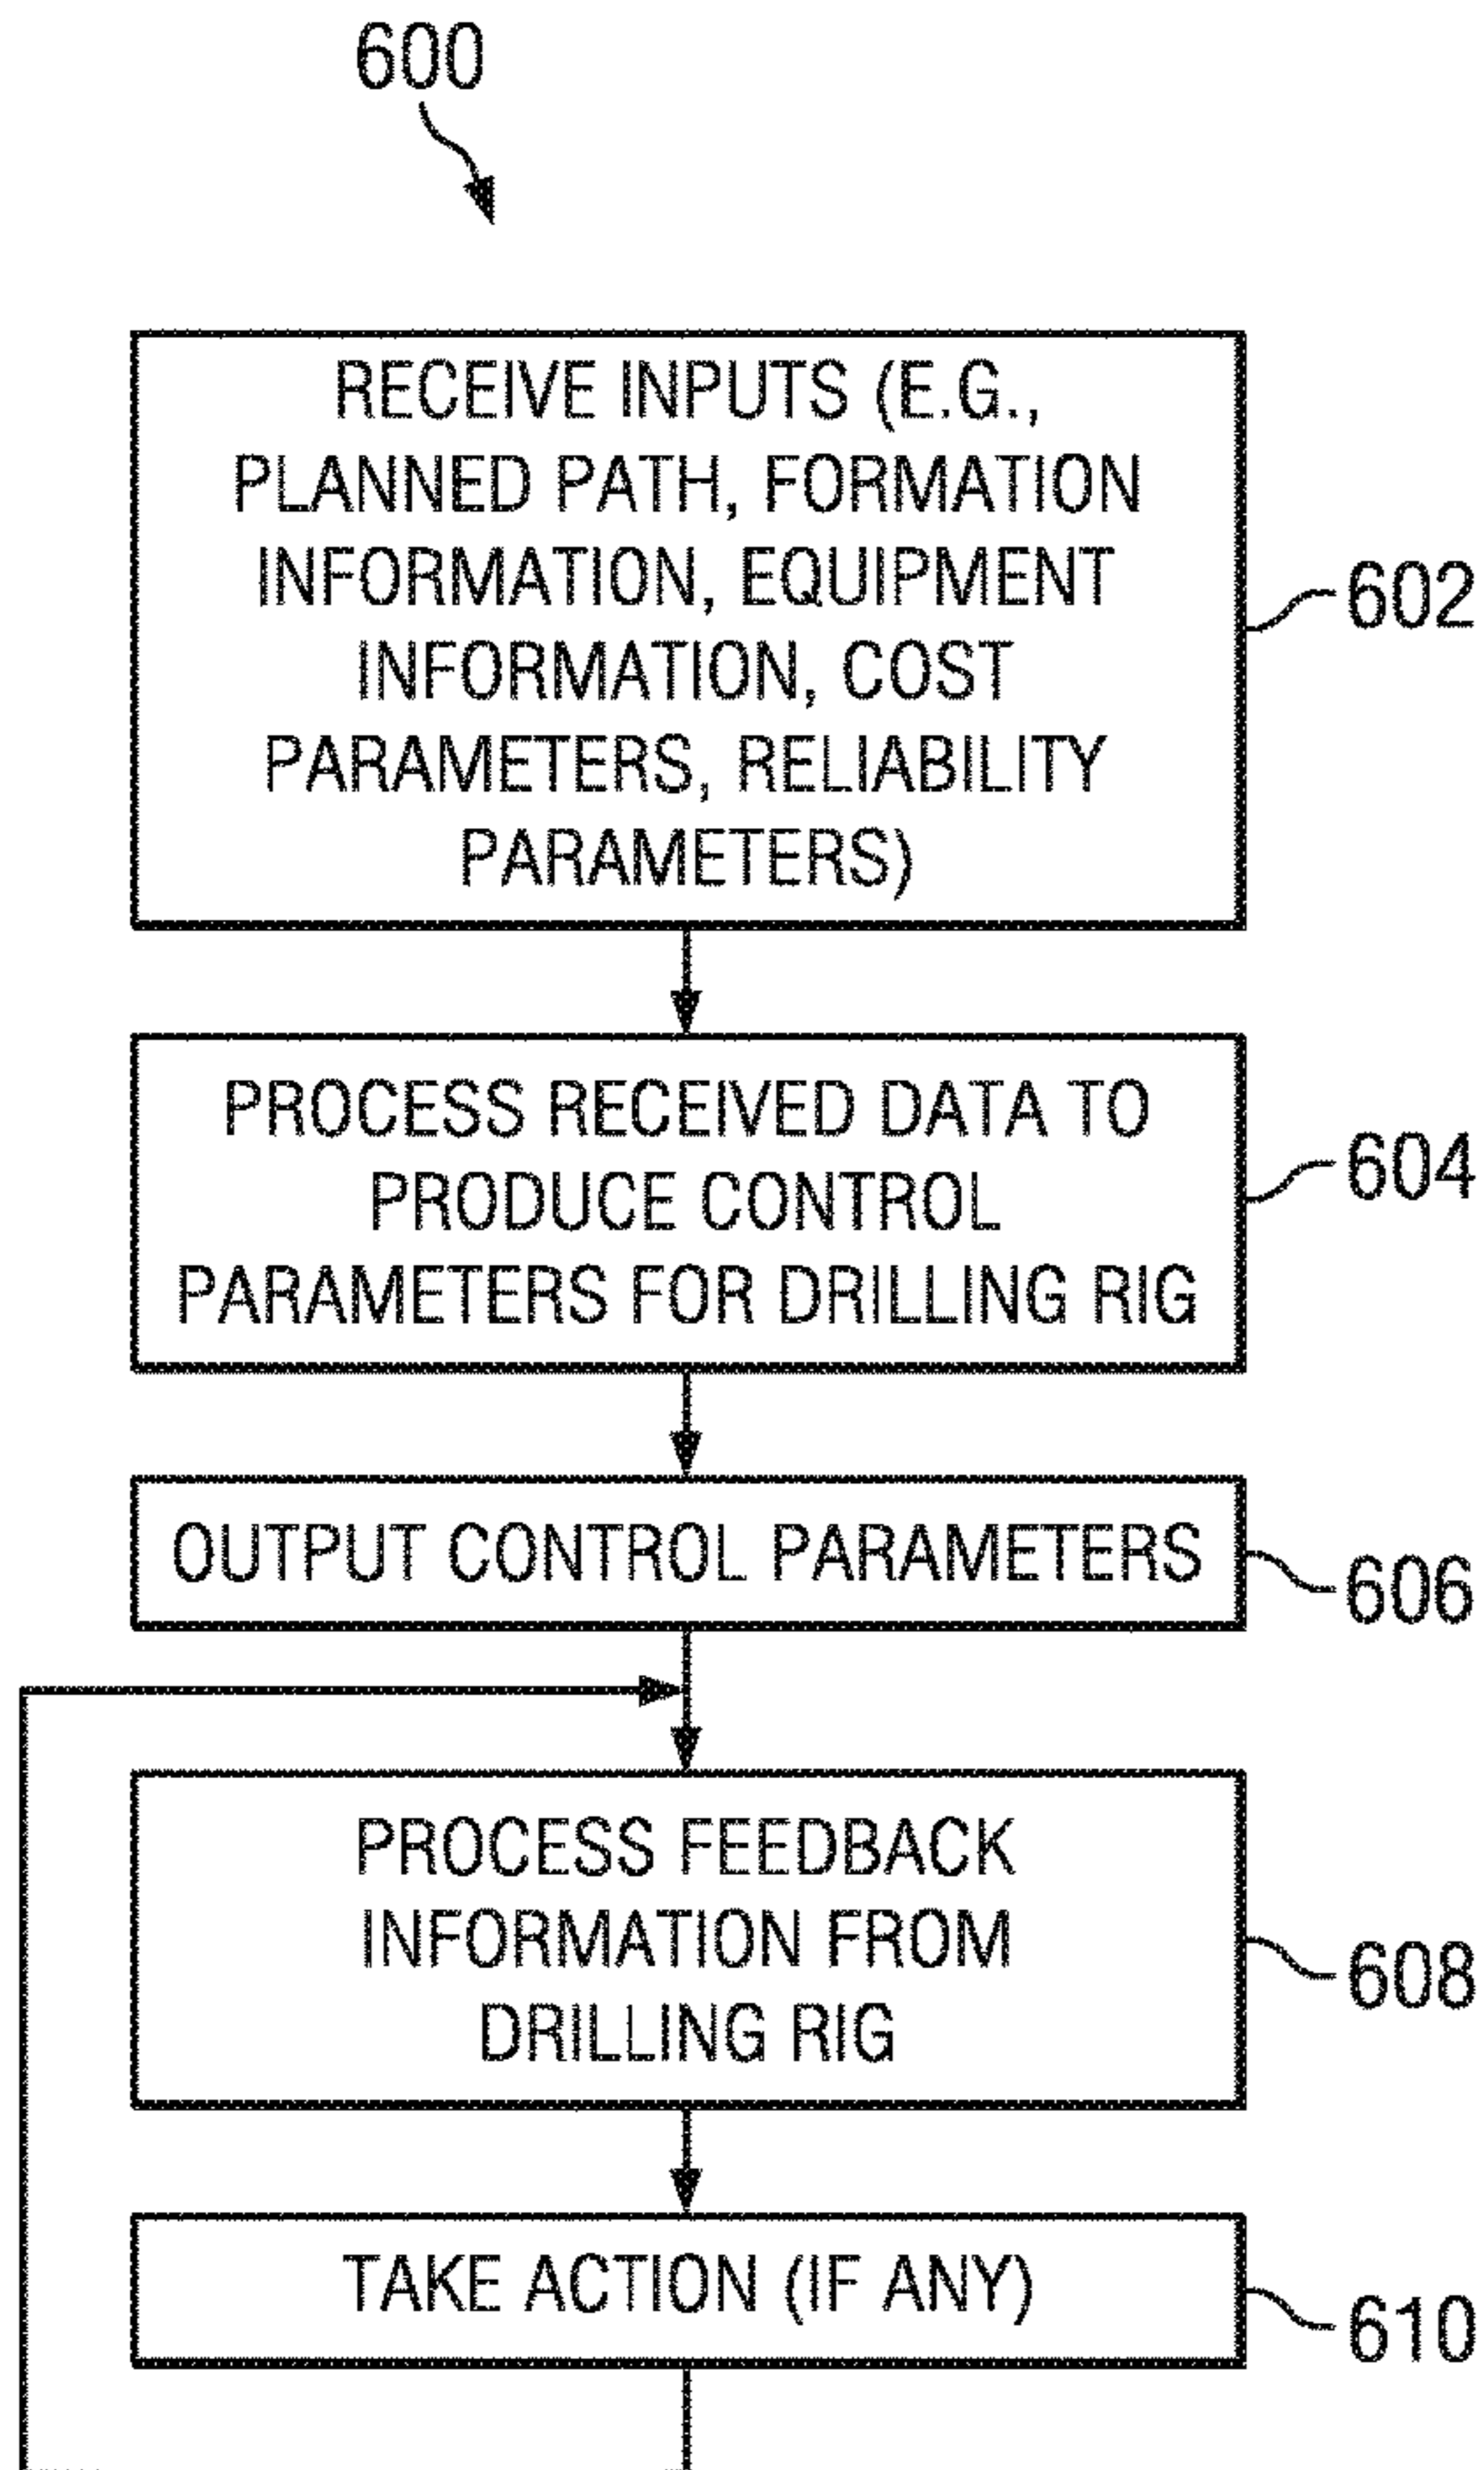 600
RECEIVE INPUTS (E.G.,
PLANNED PATH, FORMATION
INFORMATION, EQUIPMENT
INFORMATION, COST
PARAMETERS, RELIABILITY
PARAMETERS)
602
PROCESS RECEIVED DATA TO
PRODUCE CONTROL
PARAMETERS FOR DRILLING RIG
604
OUTPUT CONTROL PARAMETERS
606
PROCESS FEEDBACK
INFORMATION FROM
DRILLING RIG
608
TAKE ACTION (IF ANY)
610